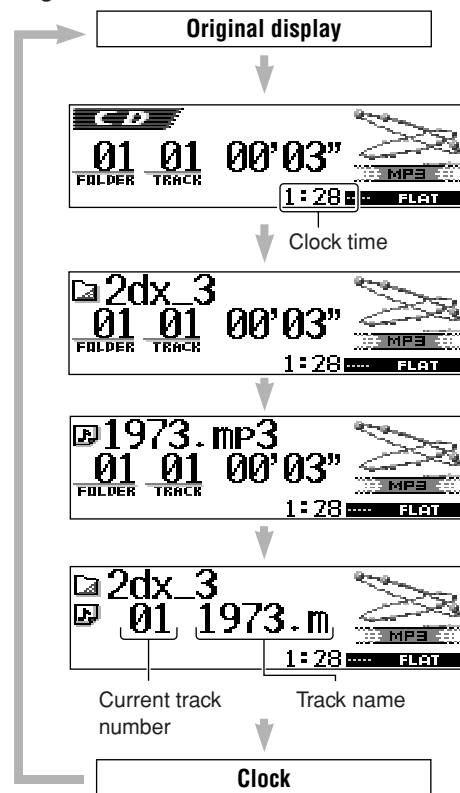 Original display
CD
01 01 00'03"
FOLDER TRACK
MP3
1:28 FLAT
Clock time
2dx_3
01 01 00'03"
FOLDER TRACK
MP3
1:28 FLAT
1973.mp3
01 01 00'03"
FOLDER TRACK
MP3
1:28 FLAT
2dx_3
01 1973.m
MP3
1:28 FLAT
Current track
number
Track name
Clock